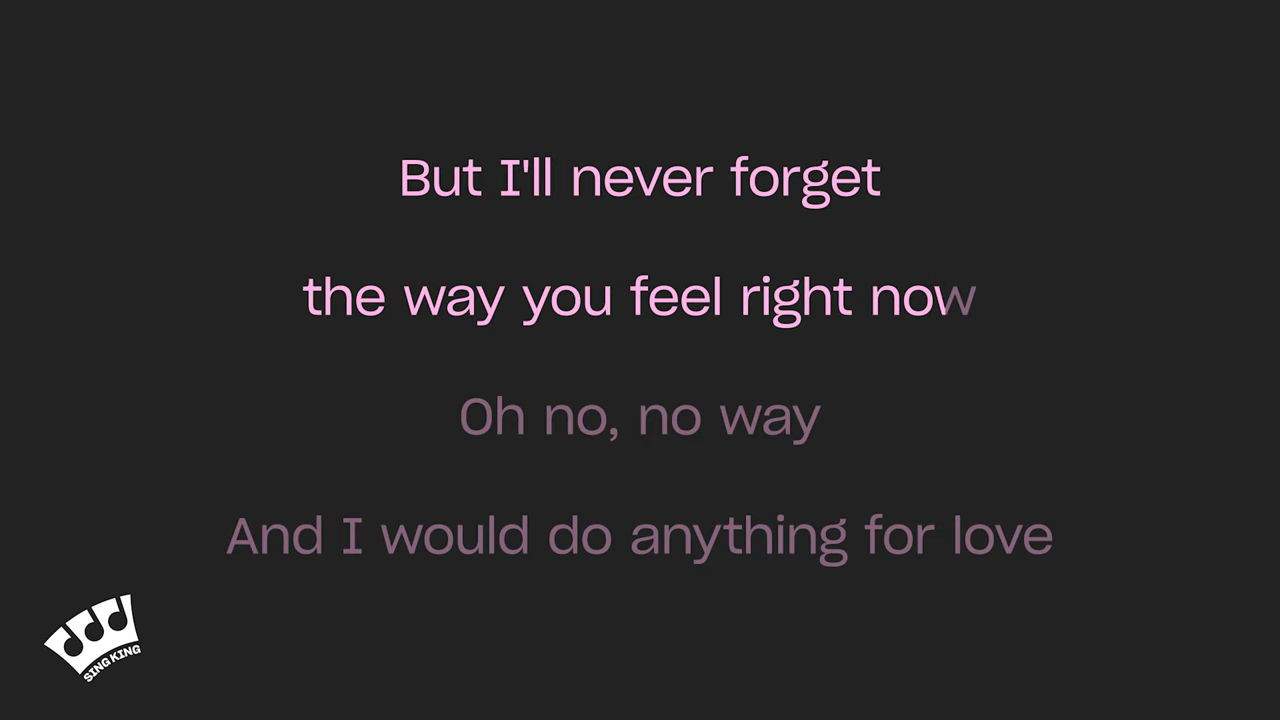 But I'll never forget
the way you feel right now
Oh no, no way
And I would do anything for love
SING KING